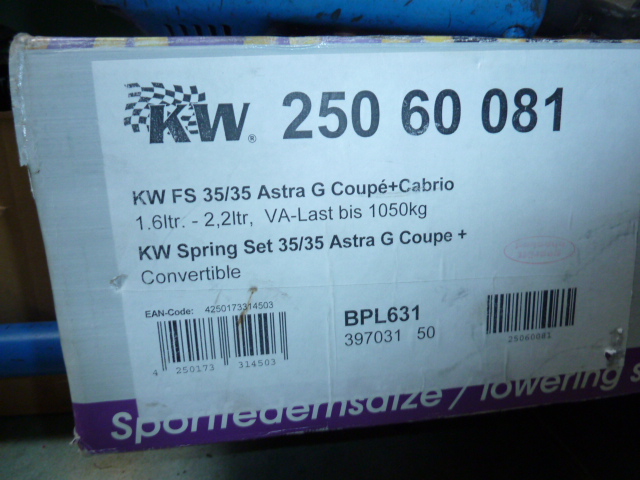 KW® 250 60 081
KW FS 35/35 Astra G Coupé+Cabrio
1.6ltr. - 2,2ltr, VA-Last bis 1050kg
KW Spring Set 35/35 Astra G Coupe +
Convertible
EAN-Code: 4250173314503
4 250173 314503
BPL631
397031 50
25060081
Sportfedernsätze / lowering s